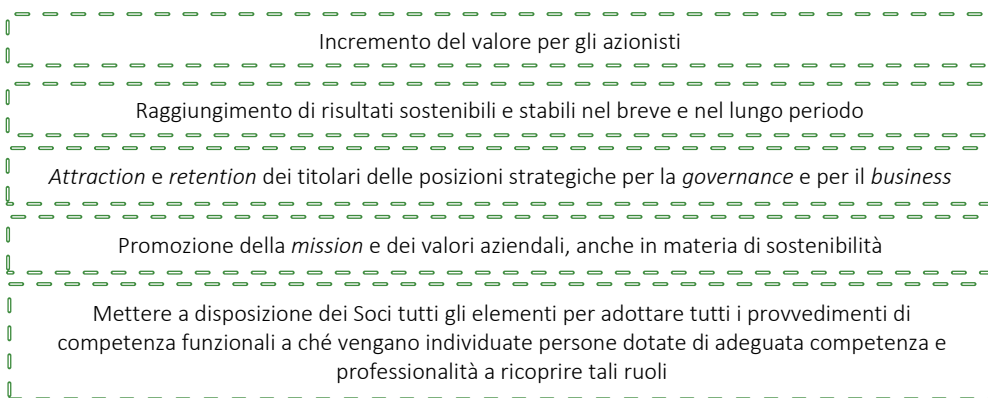 Incremento del valore per gli azionisti
Raggiungimento di risultati sostenibili e stabili nel breve e nel lungo periodo
Attraction e retention dei titolari delle posizioni strategiche per la governance e per il business
Promozione della mission e dei valori aziendali, anche in materia di sostenibilità
Mettere a disposizione dei Soci tutti gli elementi per adottare tutti i provvedimenti di
competenza funzionali a ché vengano individuate persone dotate di adeguata competenza e
professionalità a ricoprire tali ruoli